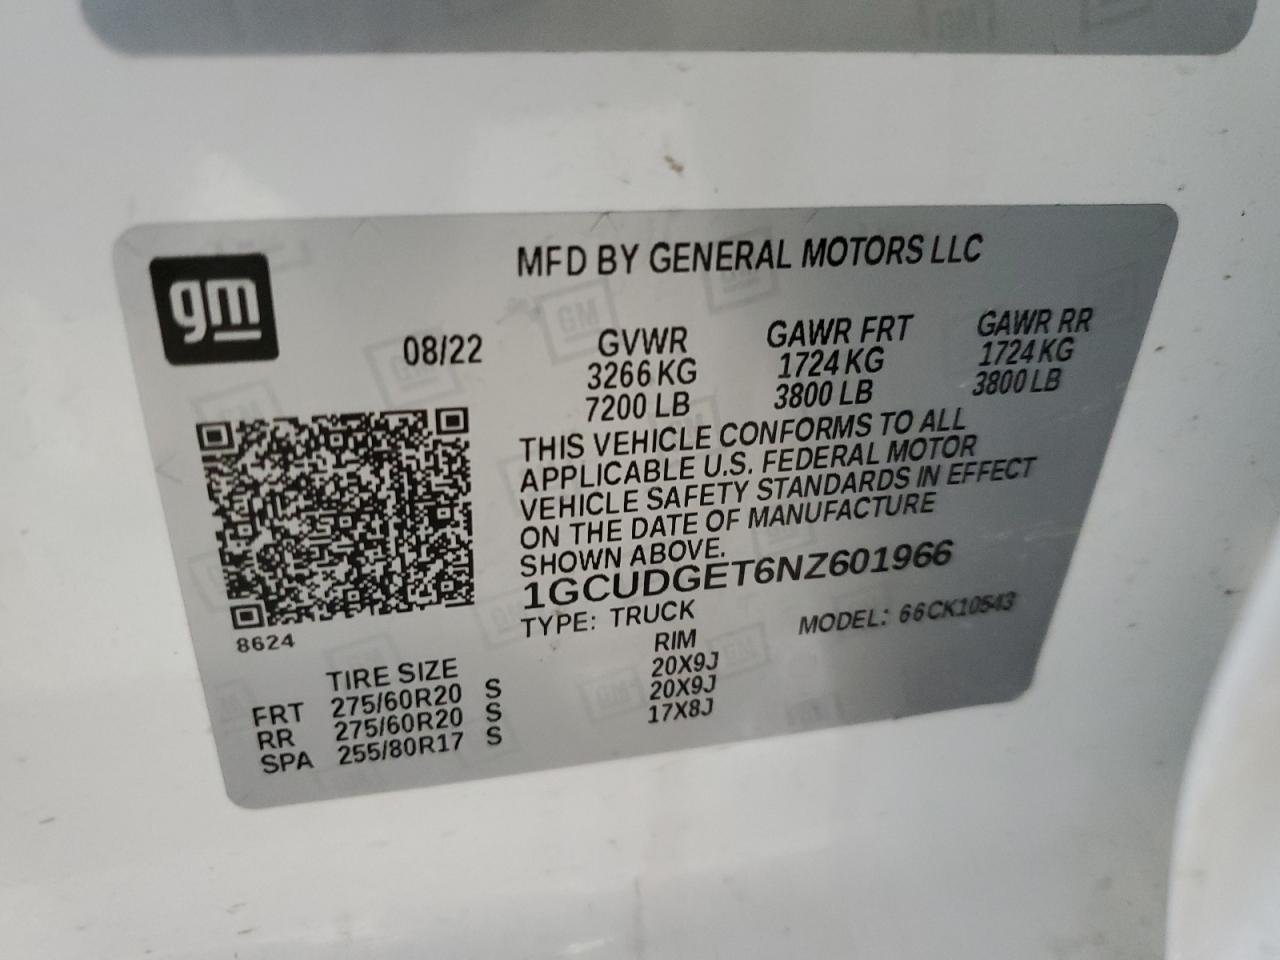 gm
MFD BY GENERAL MOTORS LLC
08/22
GVWR GAWR FRT GAWR RR
3266 KG 1724 KG 1724 KG
7200 LB 3800 LB 3800 LB
THIS VEHICLE CONFORMS TO ALL
APPLICABLE U.S. FEDERAL MOTOR
VEHICLE SAFETY STANDARDS IN EFFECT
ON THE DATE OF MANUFACTURE
SHOWN ABOVE.
1GCUDGET6NZ601966
TYPE: TRUCK MODEL: 66CK10543
8624
TIRE SIZE RIM
FRT 275/60R20 S 20X9J
RR 275/60R20 S 20X9J
SPA 255/80R17 S 17X8J